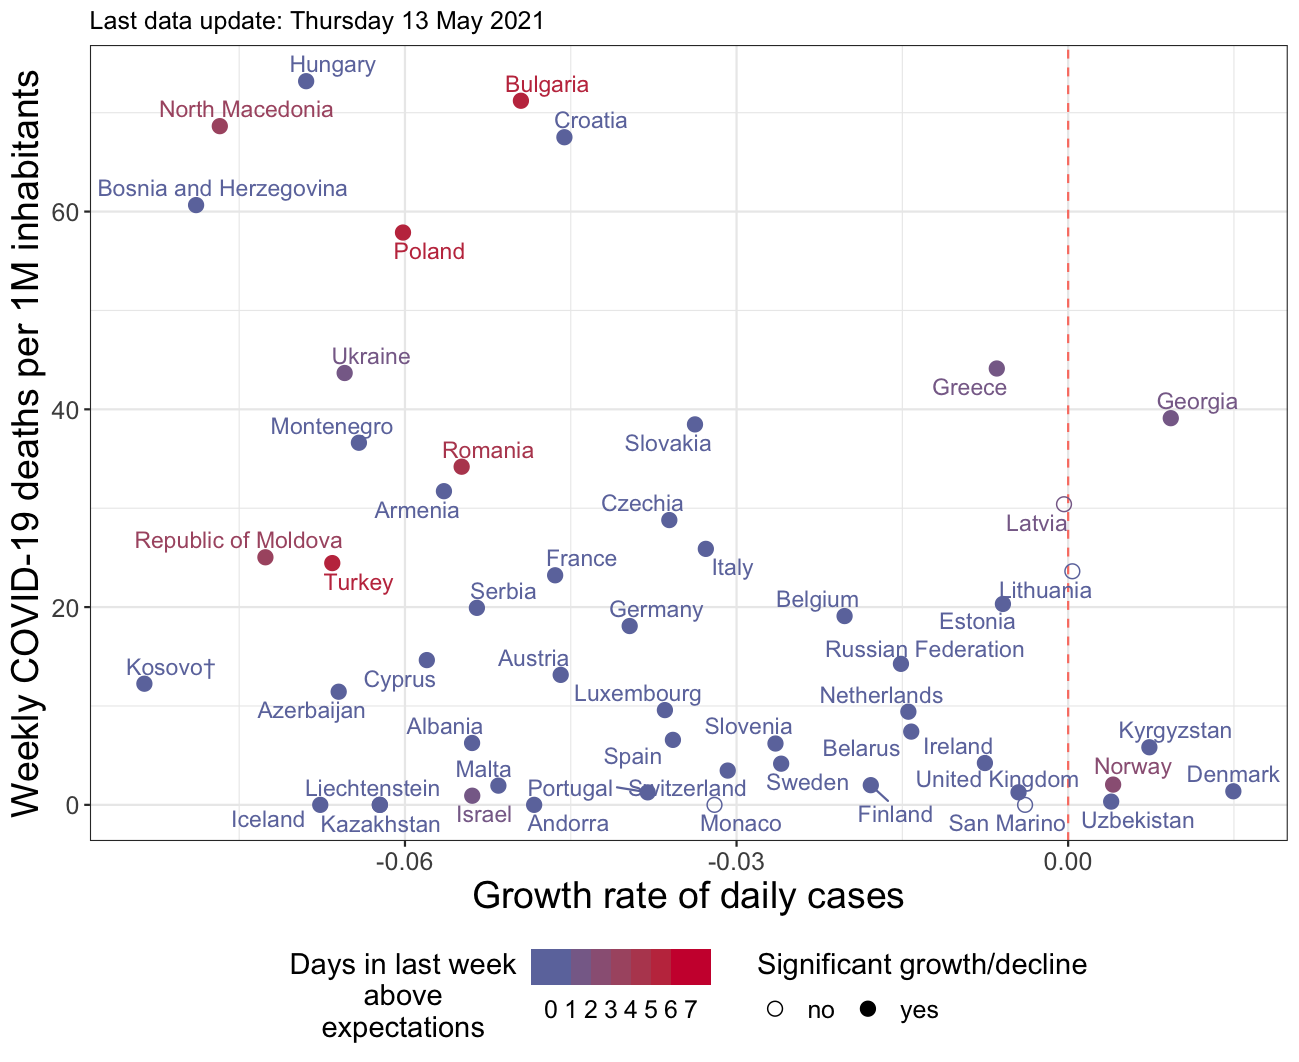 Last data update: Thursday 13 May 2021
Weekly COVID-19 deaths per 1M inhabitants
Hungary
Bulgaria
North Macedonia
Croatia
Bosnia and Herzegovina
60
Poland
Ukraine
Greece
Georgia
40
Montenegro
Slovakia
Romania
Czechia
Armenia
Latvia
Republic of Moldova
France
Italy
Turkey
Serbia
Lithuania
Belgium
20
Germany
Estonia
Russian Federation
Austria
Kosovo†
Cyprus
Luxembourg
Netherlands
Azerbaijan
Albania
Slovenia
Kyrgyzstan
Spain
Belarus
Ireland
Malta
Norway
Denmark
United Kingdom
Sweden
Liechtenstein
Portugal
Switzerland
0
Israel
Finland
Iceland
Kazakhstan
Andorra
Monaco
San Marino
Uzbekistan
-0.06
-0.03
0.00
Growth rate of daily cases
Days in last week
above
expectations
0 1 2 3 4 5 6 7
Significant growth/decline
no
yes